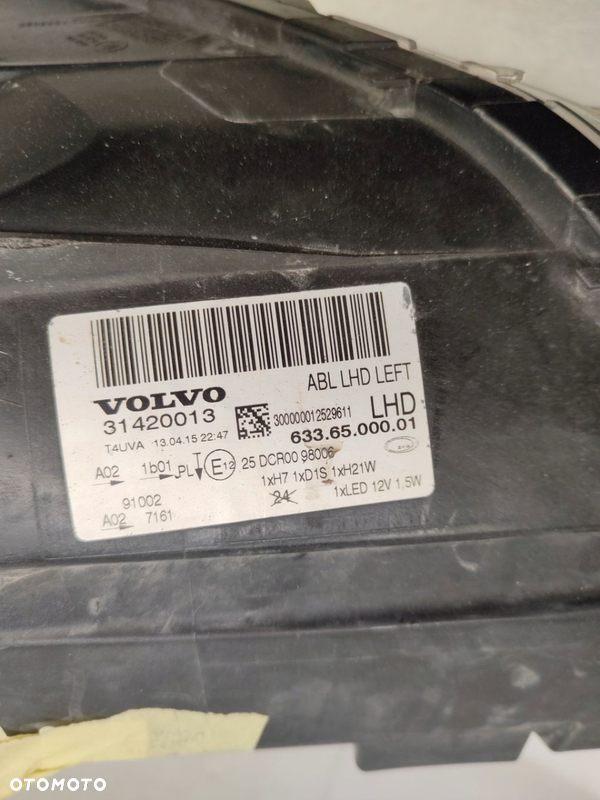 ABL LHD LEFT
VOLVO
31420013
300000012529611
LHD
T4UVA 13.04.15 22:47
633.65.000.01
A02 1b01 PL E12 25 DCR00 98006
1xH7 1xD1S 1xH21W
91002
24 1xLED 12V 1,5W
A02 7161
OTOMOTO